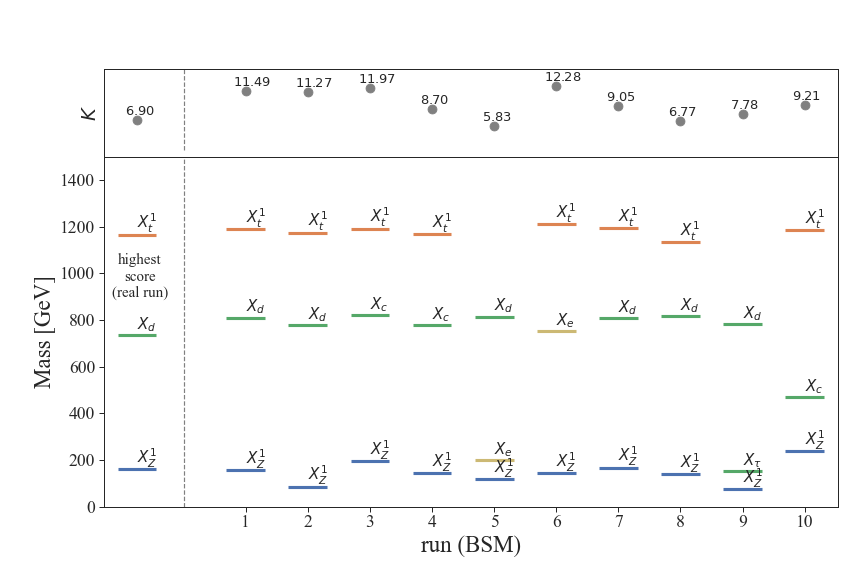 K
6.90
11.49
11.27
11.97
8.70
5.83
12.28
9.05
6.77
7.78
9.21
Mass [GeV]
1400
1200
1000
800
600
400
200
0
X_t^1
highest
score
(real run)
X_d
X_Z^1
X_t^1
X_d
X_Z^1
X_t^1
X_d
X_Z^1
X_t^1
X_c
X_Z^1
X_t^1
X_c
X_Z^1
X_d
X_e
X_Z^1
X_t^1
X_e
X_Z^1
X_t^1
X_d
X_Z^1
X_t^1
X_d
X_Z^1
X_d
X_τ
X_Z^1
X_t^1
X_c
X_Z^1
1 2 3 4 5 6 7 8 9 10
run (BSM)